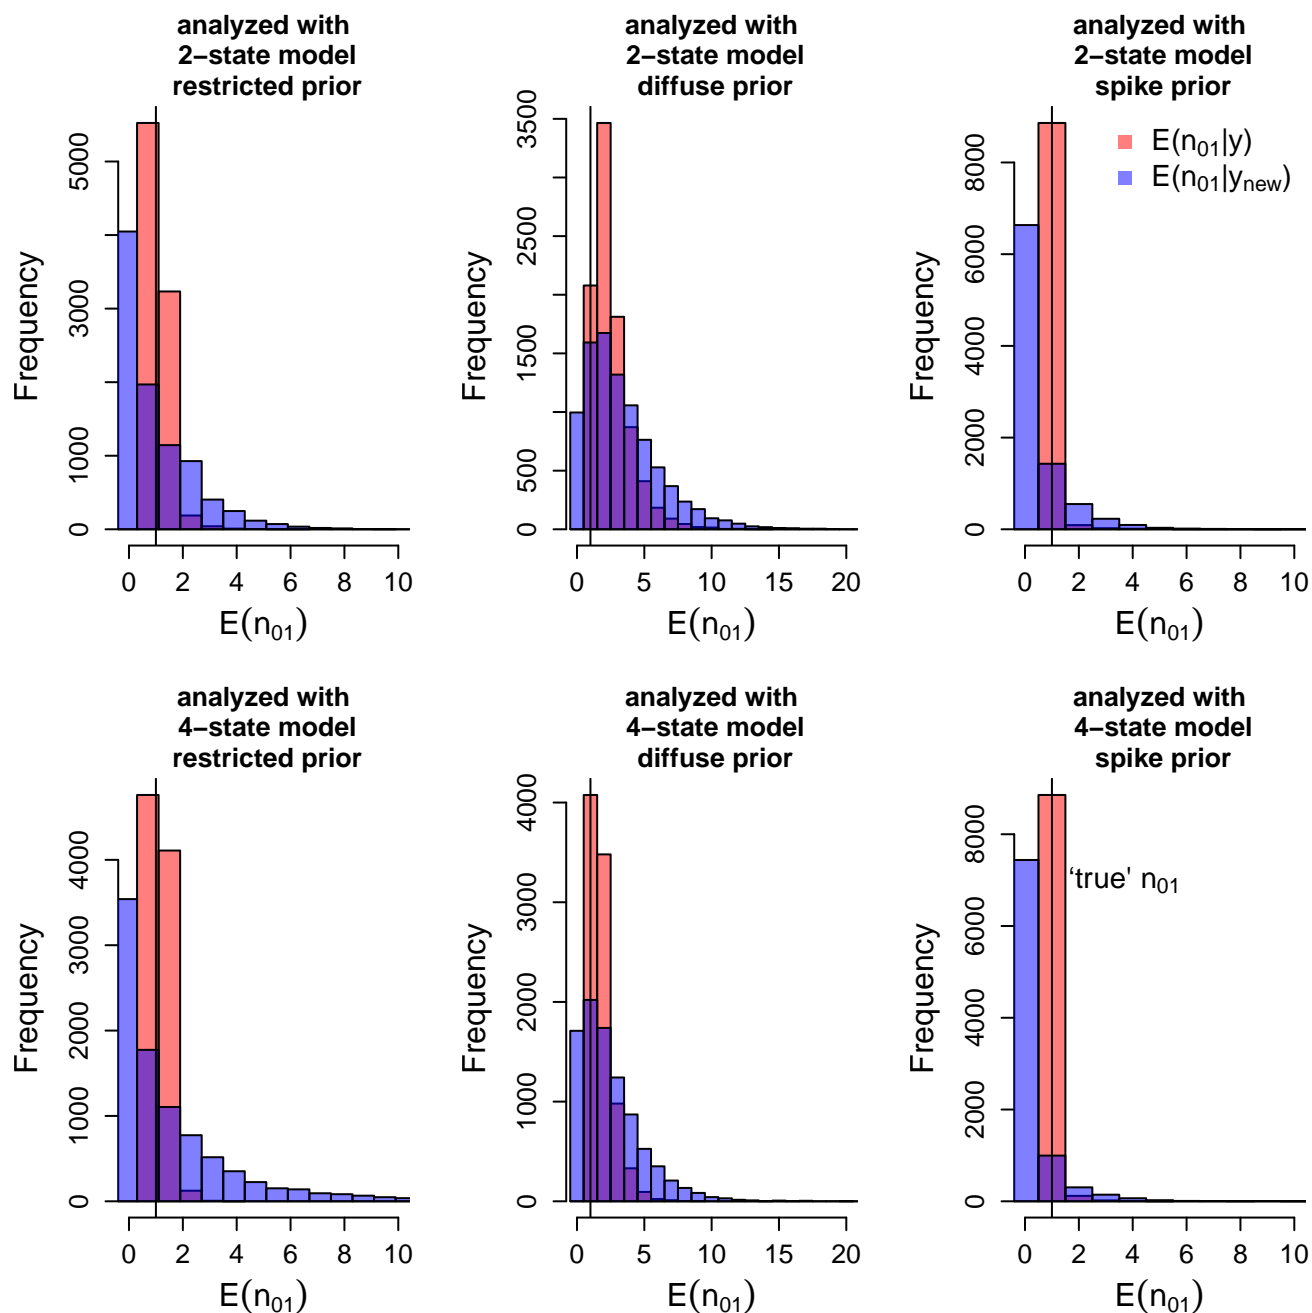 analyzed with
2−state model
restricted prior
5000
3000
1000
0
Frequency
0 2 4 6 8 10
E(n01)
analyzed with
2−state model
diffuse prior
3500
2500
1500
500
0
Frequency
0 5 10 15 20
E(n01)
analyzed with
2−state model
spike prior
E(n01|y)
E(n01|ynew)
8000
6000
4000
2000
0
Frequency
0 2 4 6 8 10
E(n01)
analyzed with
4−state model
restricted prior
4000
3000
2000
1000
0
Frequency
0 2 4 6 8 10
E(n01)
analyzed with
4−state model
diffuse prior
4000
3000
2000
1000
0
Frequency
0 5 10 15 20
E(n01)
analyzed with
4−state model
spike prior
‘true' n01
8000
6000
4000
2000
0
Frequency
0 2 4 6 8 10
E(n01)